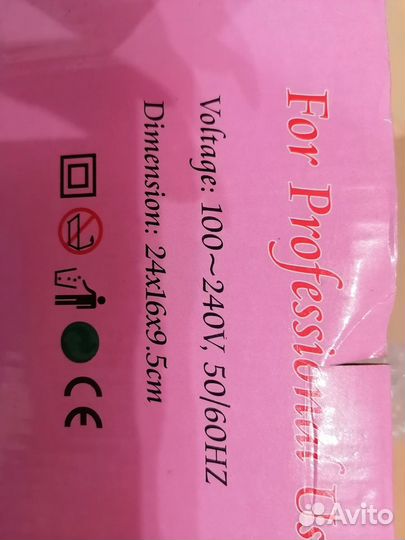 For Professional Us
Voltage: 100~240V, 50/60HZ
Dimension: 24x16x9.5cm
CE
Avito